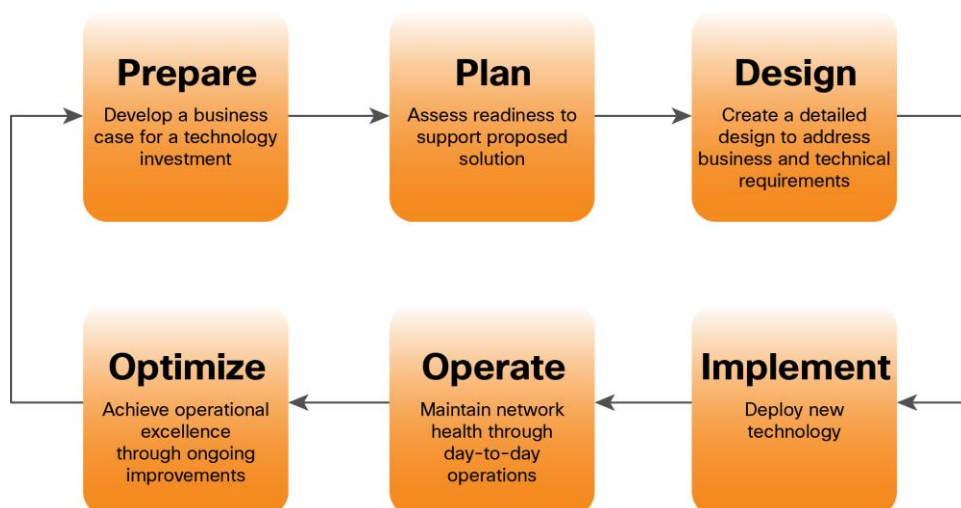 Prepare
Develop a business
case for a technology
investment
Plan
Assess readiness to
support proposed
solution
Design
Create a detailed
design to address
business and technical
requirements
Optimize
Achieve operational
excellence
through ongoing
improvements
Operate
Maintain network
health through
day-to-day
operations
Implement
Deploy new
technology